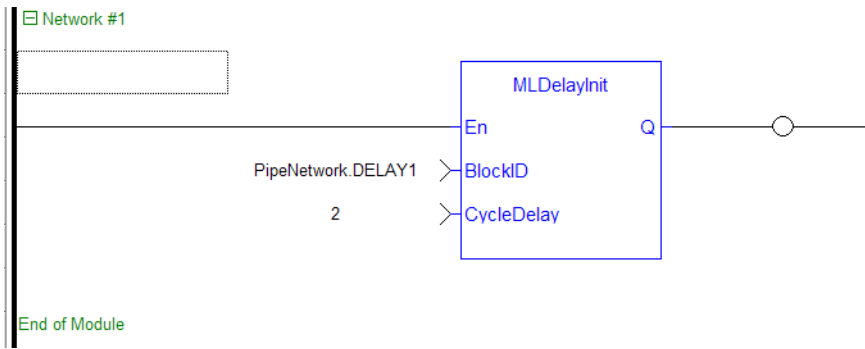 Network #1
MLDelayInit
En Q
PipeNetwork.DELAY1 BlockID
2 CycleDelay
End of Module